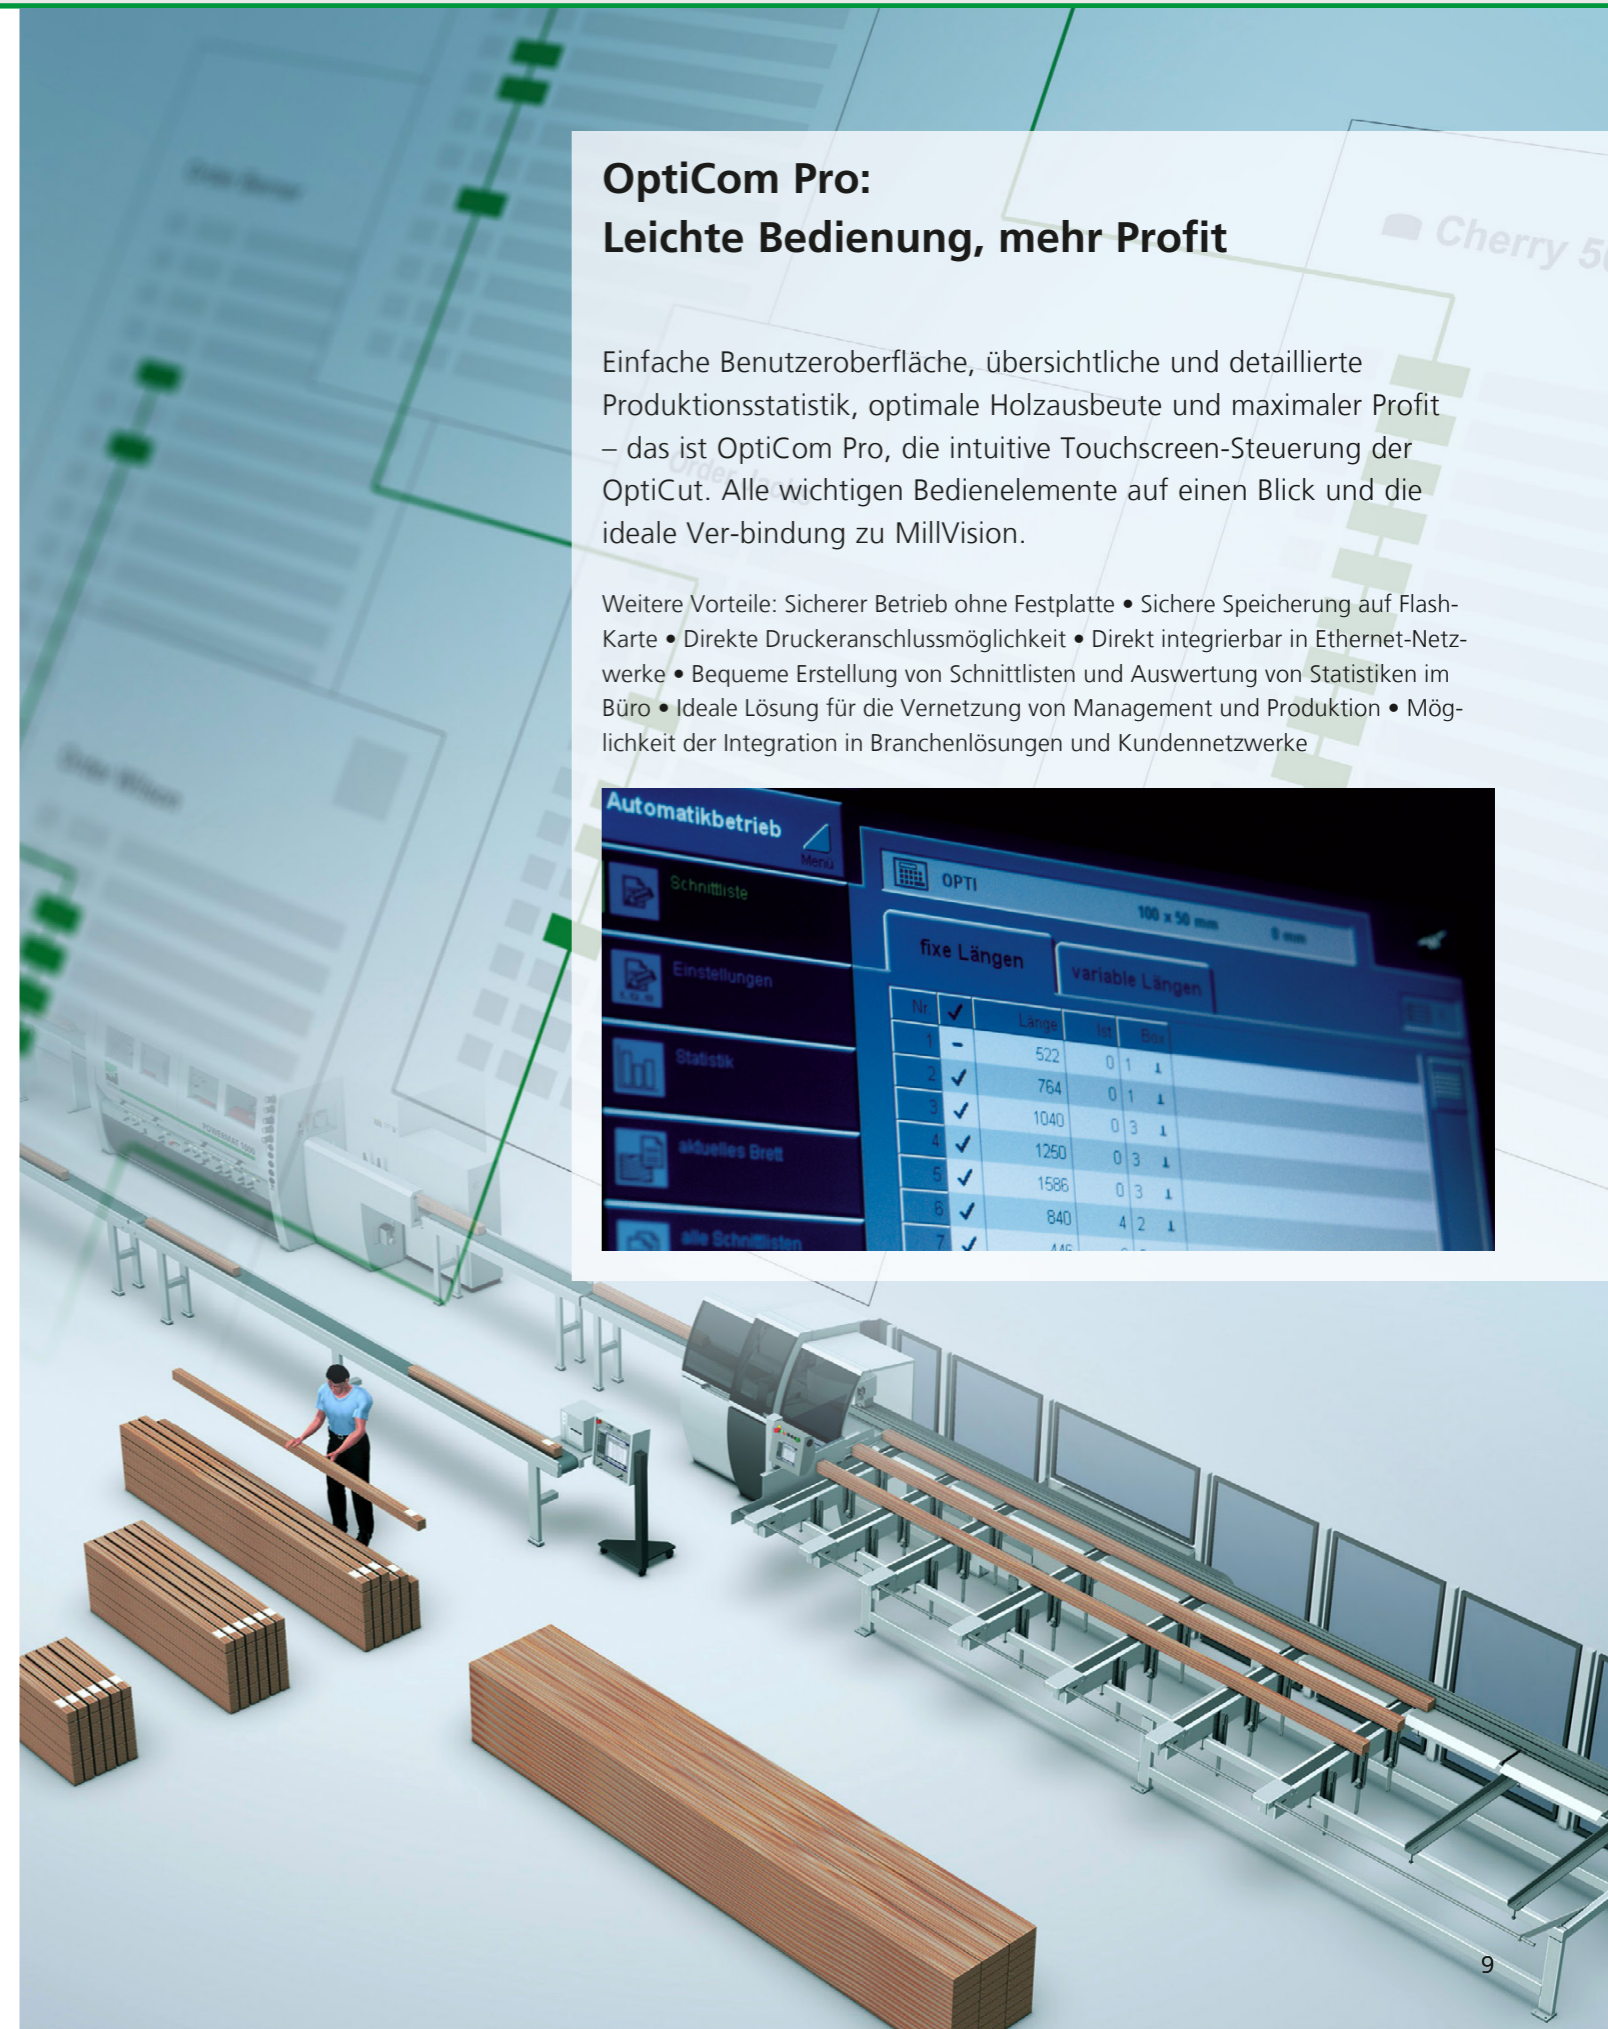 OptiCom Pro:
Leichte Bedienung, mehr Profit
Cherry
Einfache Benutzeroberfläche, übersichtliche und detaillierte
Produktionsstatistik, optimale Holzausbeute und maximaler Profit
– das ist OptiCom Pro, die intuitive Touchscreen-Steuerung der
OptiCut. Alle wichtigen Bedienelemente auf einen Blick und die
ideale Ver-bindung zu MillVision.
Weitere Vorteile: Sicherer Betrieb ohne Festplatte • Sichere Speicherung auf Flash-
Karte • Direkte Druckeranschlussmöglichkeit • Direkt integrierbar in Ethernet-Netz-
werke • Bequeme Erstellung von Schnittlisten und Auswertung von Statistiken im
Büro • Ideale Lösung für die Vernetzung von Management und Produktion • Mög-
lichkeit der Integration in Branchenlösungen und Kundennetzwerke
Automatikbetrieb
Menü
Schnittliste
Einstellungen
Statistik
aktuelles Brett
alle Schnittlisten
OPTI
100 x 50 mm 0 mm
fixe Längen
variable Längen
Nr ✓ Länge Ist Box
1 – 522 0 1
2 ✓ 764 0 1
3 ✓ 1040 0 3
4 ✓ 1250 0 3
5 ✓ 1586 0 3
6 ✓ 840 4 2
7 ✓
POWERMAT
9